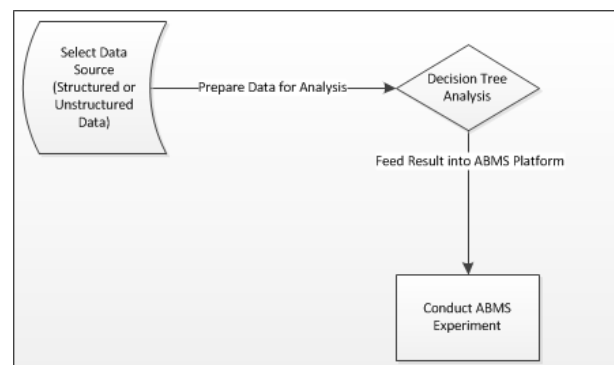 Select Data
Source
(Structured or
Unstructured
Data)
Prepare Data for Analysis
Decision Tree
Analysis
Feed Result into ABMS Platform
Conduct ABMS
Experiment